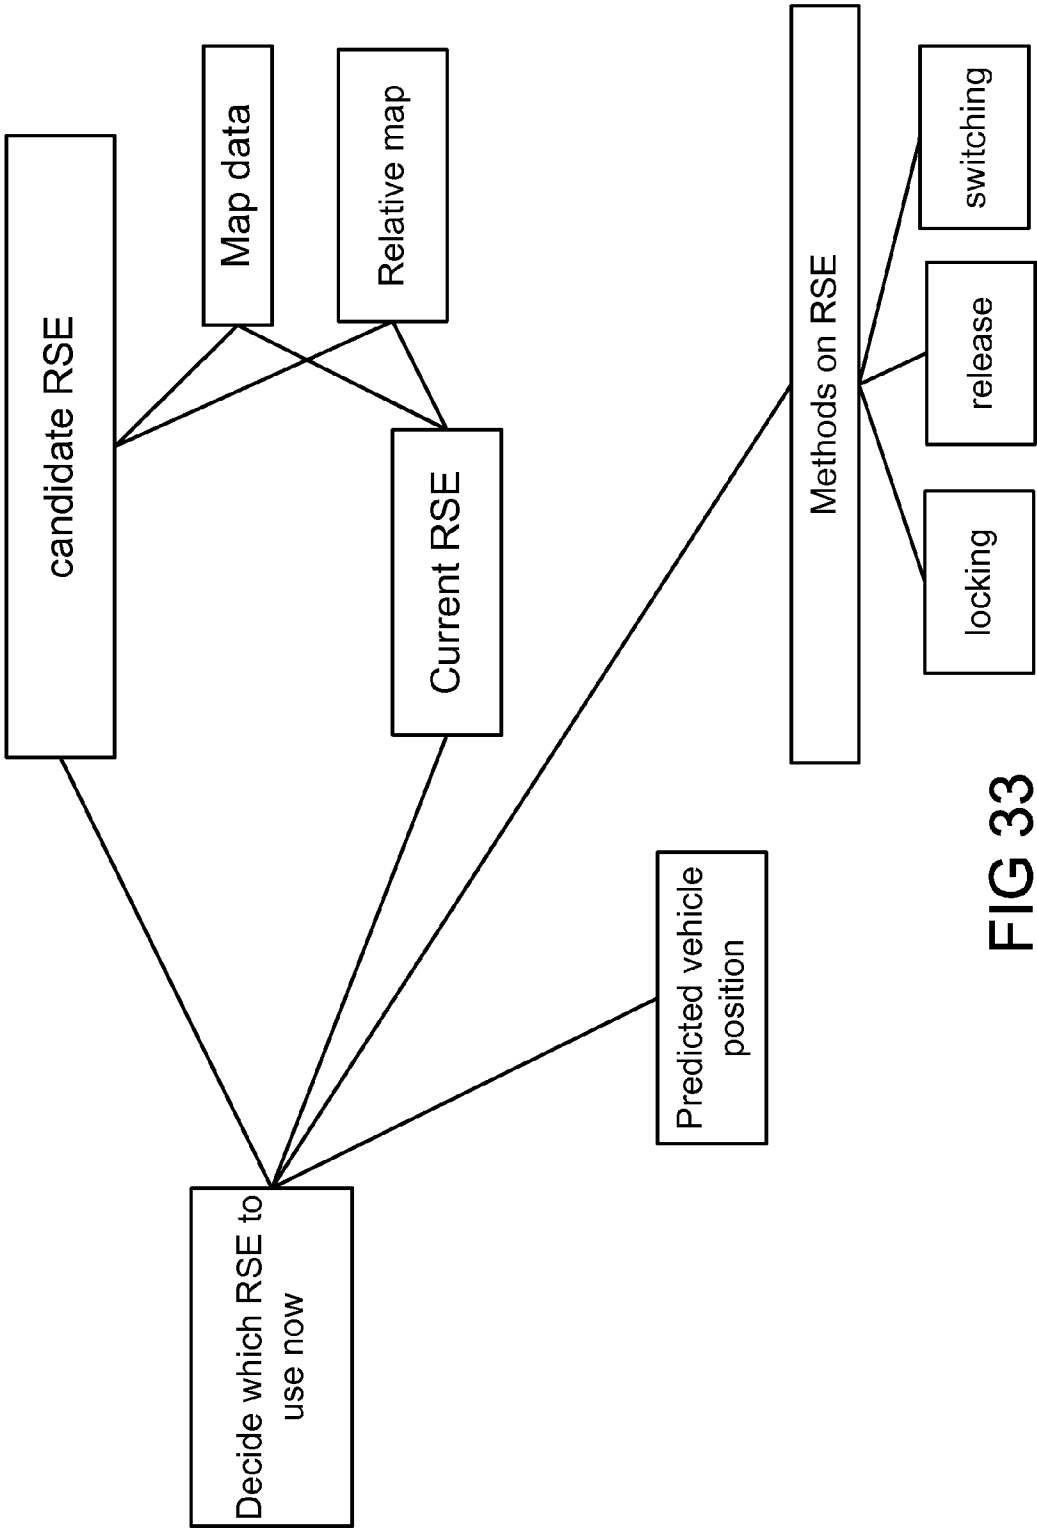 candidate RSE
Map data
Relative map
Current RSE
Decide which RSE to
use now
Predicted vehicle
position
Methods on RSE
locking
release
switching
FIG 33